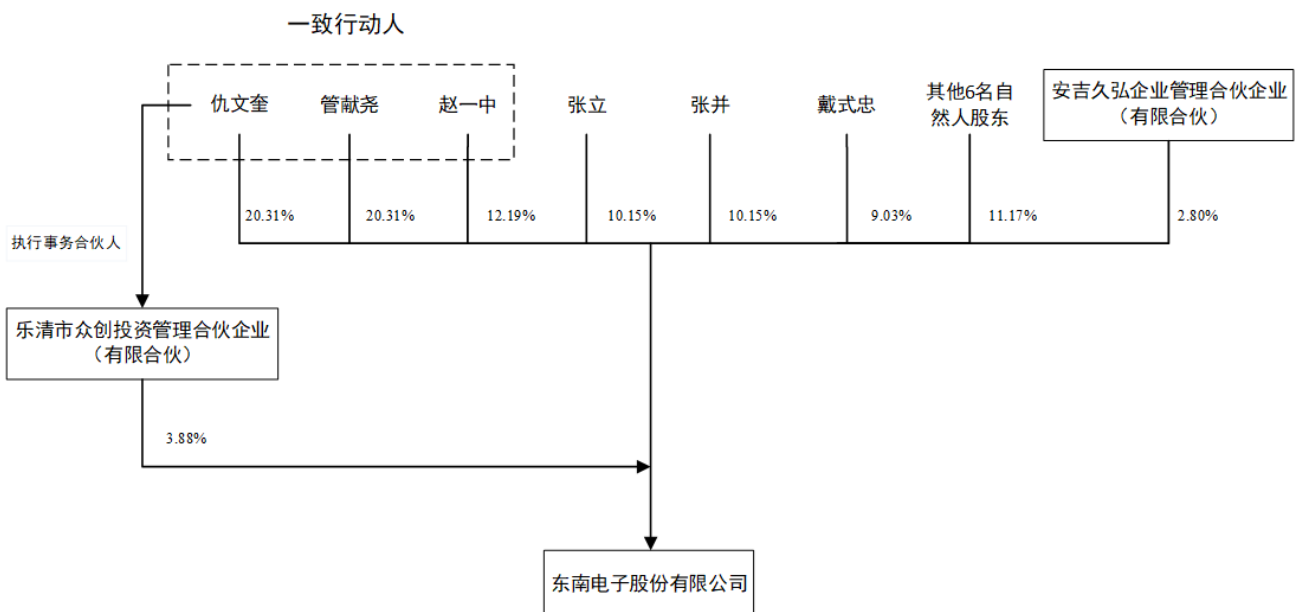 一致行动人
仇文奎
管献尧
赵一中
张立
张并
戴式忠
其他6名自
然人股东
安吉久弘企业管理合伙企业
（有限合伙）
20.31%
20.31%
12.19%
10.15%
10.15%
9.03%
11.17%
2.80%
执行事务合伙人
乐清市众创投资管理合伙企业
（有限合伙）
3.88%
东南电子股份有限公司